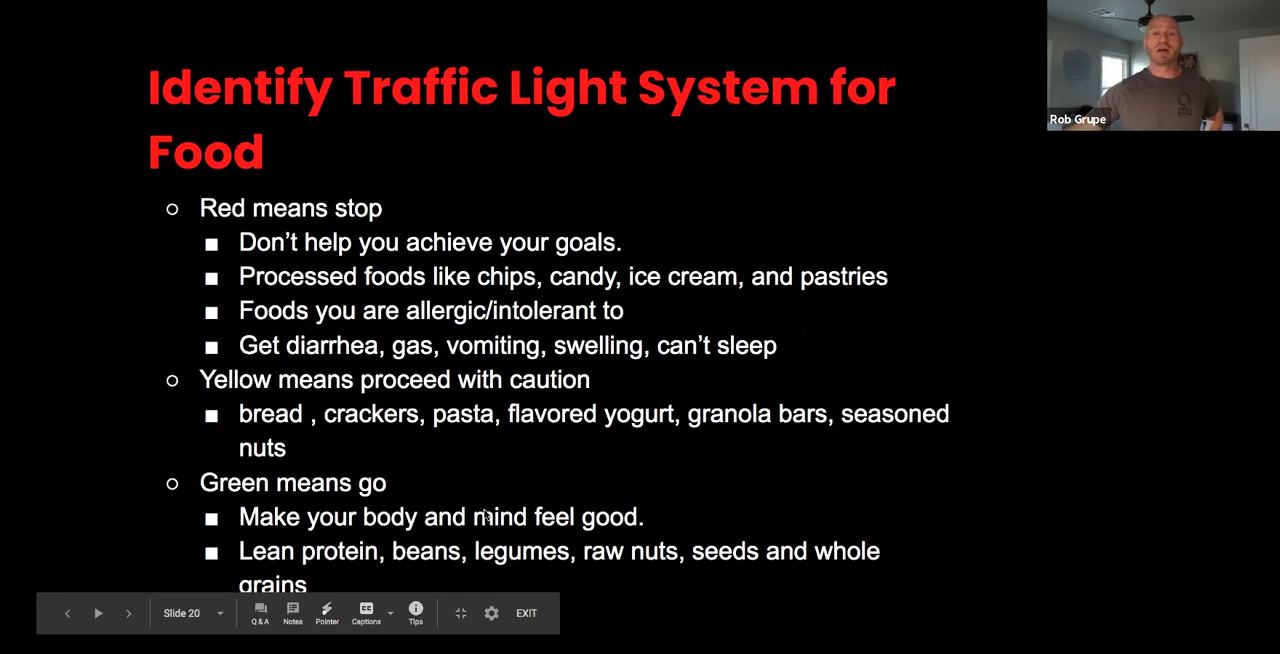 Identify Traffic Light System for
Food
Rob Grupe
Red means stop
Don’t help you achieve your goals.
Processed foods like chips, candy, ice cream, and pastries
Foods you are allergic/intolerant to
Get diarrhea, gas, vomiting, swelling, can’t sleep
Yellow means proceed with caution
bread , crackers, pasta, flavored yogurt, granola bars, seasoned
nuts
Green means go
Make your body and mind feel good.
Lean protein, beans, legumes, raw nuts, seeds and whole
grains
Slide 20
Q & A
Notes
Pointer
CC
Captions
Tips
EXIT